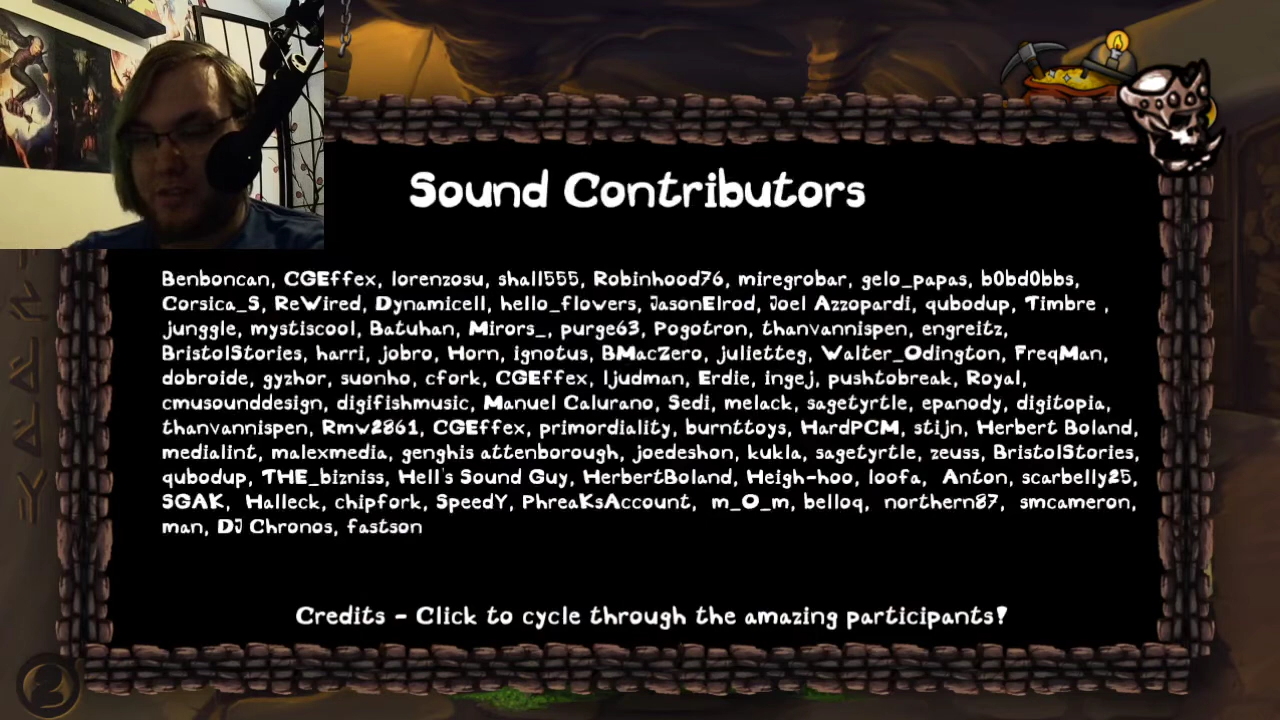 Sound Contributors
Benboncan, CGEffex, lorenzosu, shall555, Robinhood76, miregrobar, gelo_papas, b0bd0bbs,
Corsica_S, ReWired, Dynamicell, hello_flowers, JasonElrod, Joel Azzopardi, qubodup, Timbre ,
junggle, mystiscool, Batuhan, Mirors_, purge63, Pogotron, thanvannispen, engreitz,
BristolStories, harri, jobro, Horn, ignotus, BMacZero, julietteg, Walter_Odington, FreqMan,
dobroide, gyzhor, suonho, cfork, CGEffex, ljudman, Erdie, ingej, pushtobreak, Royal,
cmusounddesign, digifishmusic, Manuel Calurano, Sedi, melack, sagetyrtle, epanody, digitopia,
thanvannispen, Rmw2861, CGEffex, primordiality, burnttoys, HardPCM, stijn, Herbert Boland,
medialint, malexmedia, genghis attenborough, joedeshon, kukla, sagetyrtle, zeuss, BristolStories,
qubodup, THE_bizniss, Hell's Sound Guy, HerbertBoland, Heigh-hoo, loofa, Anton, scarbelly25,
SGAK, Halleck, chipfork, SpeedY, PhreaKsAccount, m_O_m, belloq, northern87, smcameron,
man, DJ Chronos, fastson
Credits - Click to cycle through the amazing participants!